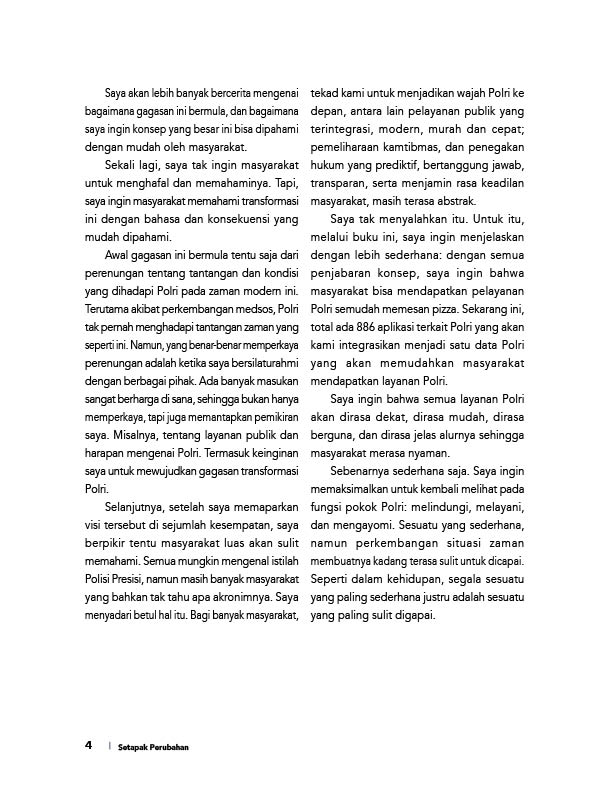 Saya akan lebih banyak bercerita mengenai
bagaimana gagasan ini bermula, dan bagaimana
saya ingin konsep yang besar ini bisa dipahami
dengan mudah oleh masyarakat.
Sekali lagi, saya tak ingin masyarakat
untuk menghafal dan memahaminya. Tapi,
saya ingin masyarakat memahami transformasi
ini dengan bahasa dan konsekuensi yang
mudah dipahami.
Awal gagasan ini bermula tentu saja dari
perenungan tentang tantangan dan kondisi
yang dihadapi Polri pada zaman modern ini.
Terutama akibat perkembangan medsos, Polri
tak pernah menghadapi tantangan zaman yang
seperti ini. Namun, yang benar-benar memperkaya
perenungan adalah ketika saya bersilaturahmi
dengan berbagai pihak. Ada banyak masukan
sangat berharga di sana, sehingga bukan hanya
memperkaya, tapi juga memantapkan pemikiran
saya. Misalnya, tentang layanan publik dan
harapan mengenai Polri. Termasuk keinginan
saya untuk mewujudkan gagasan transformasi
Polri.
Selanjutnya, setelah saya memaparkan
visi tersebut di sejumlah kesempatan, saya
berpikir tentu masyarakat luas akan sulit
memahami. Semua mungkin mengenal istilah
Polisi Presisi, namun masih banyak masyarakat
yang bahkan tak tahu apa akronimnya. Saya
menyadari betul hal itu. Bagi banyak masyarakat,
tekad kami untuk menjadikan wajah Polri ke
depan, antara lain pelayanan publik yang
terintegrasi, modern, murah dan cepat;
pemeliharaan kamtibmas, dan penegakan
hukum yang prediktif, bertanggung jawab,
transparan, serta menjamin rasa keadilan
masyarakat, masih terasa abstrak.
Saya tak menyalahkan itu. Untuk itu,
melalui buku ini, saya ingin menjelaskan
dengan lebih sederhana: dengan semua
penjabaran konsep, saya ingin bahwa
masyarakat bisa mendapatkan pelayanan
Polri semudah memesan pizza. Sekarang ini,
total ada 886 aplikasi terkait Polri yang akan
kami integrasikan menjadi satu data Polri
yang akan memudahkan masyarakat
mendapatkan layanan Polri.
Saya ingin bahwa semua layanan Polri
akan dirasa dekat, dirasa mudah, dirasa
berguna, dan dirasa jelas alurnya sehingga
masyarakat merasa nyaman.
Sebenarnya sederhana saja. Saya ingin
memaksimalkan untuk kembali melihat pada
fungsi pokok Polri: melindungi, melayani,
dan mengayomi. Sesuatu yang sederhana,
namun perkembangan situasi zaman
membuatnya kadang terasa sulit untuk dicapai.
Seperti dalam kehidupan, segala sesuatu
yang paling sederhana justru adalah sesuatu
yang paling sulit digapai.
4 | Setapak Perubahan